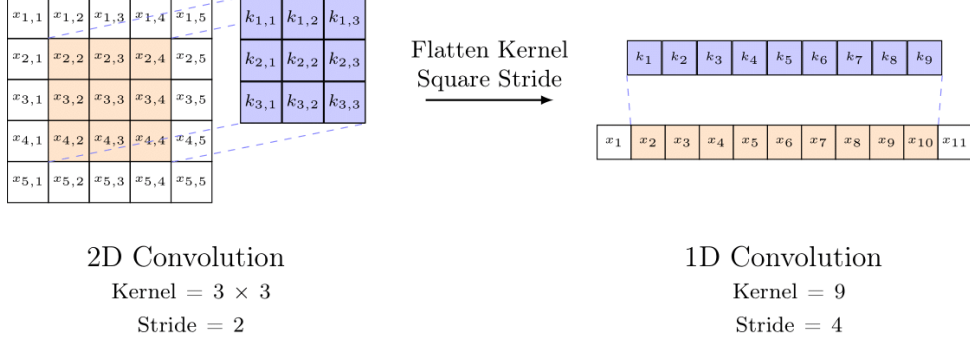 x1,1 x1,2 x1,3 x1,4 x1,5
x2,1 x2,2 x2,3 x2,4 x2,5
x3,1 x3,2 x3,3 x3,4 x3,5
x4,1 x4,2 x4,3 x4,4 x4,5
x5,1 x5,2 x5,3 x5,4 x5,5
k1,1 k1,2 k1,3
k2,1 k2,2 k2,3
k3,1 k3,2 k3,3
Flatten Kernel
Square Stride
k1 k2 k3 k4 k5 k6 k7 k8 k9
x1 x2 x3 x4 x5 x6 x7 x8 x9 x10 x11
2D Convolution
Kernel = 3 × 3
Stride = 2
1D Convolution
Kernel = 9
Stride = 4